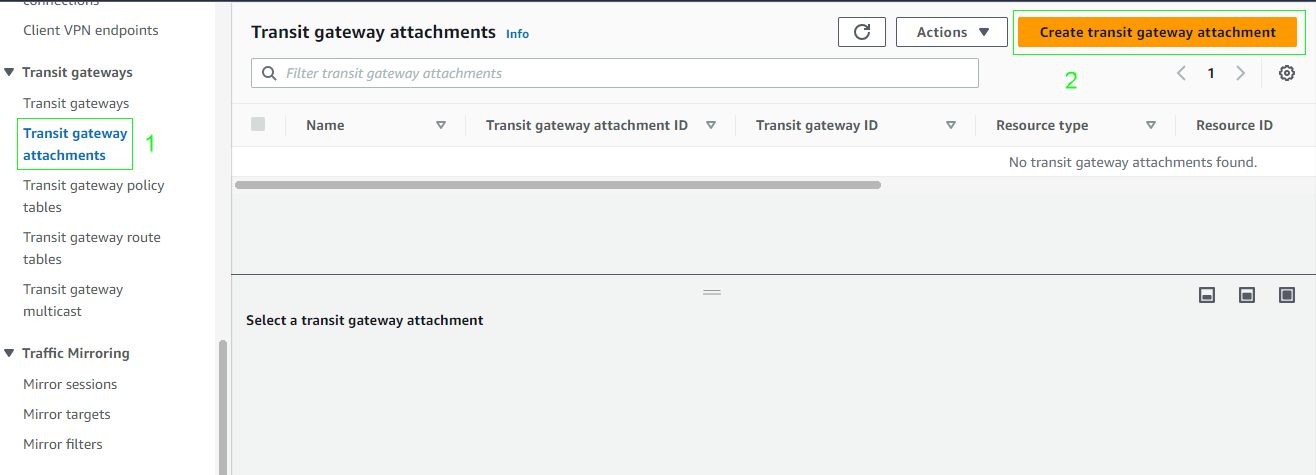 connections
Client VPN endpoints
Transit gateways
Transit gateways
Transit gateway
attachments
1
Transit gateway policy
tables
Transit gateway route
tables
Transit gateway
multicast
Traffic Mirroring
Mirror sessions
Mirror targets
Mirror filters
Transit gateway attachments Info
Actions
Create transit gateway attachment
Filter transit gateway attachments
2
1
Name Transit gateway attachment ID Transit gateway ID Resource type Resource ID
No transit gateway attachments found.
Select a transit gateway attachment